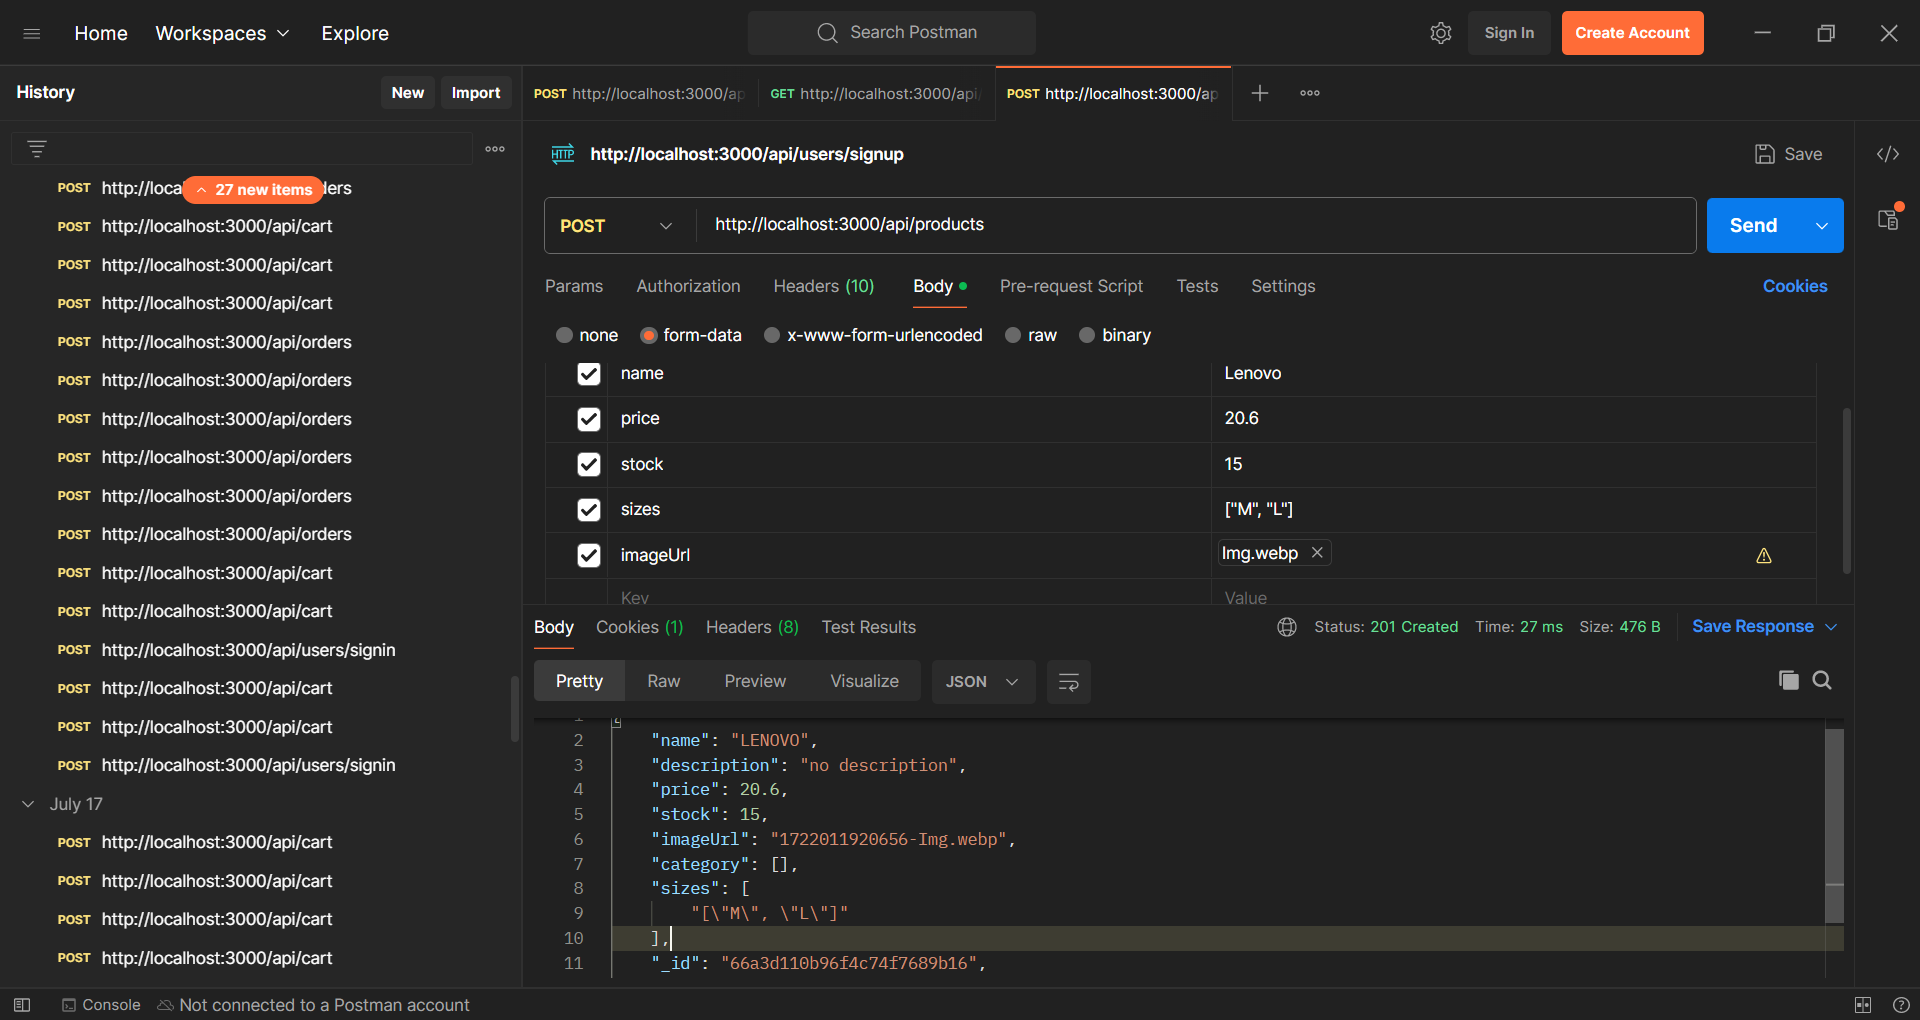 Home Workspaces Explore
Search Postman
Sign In Create Account
History New Import
POST http://localhost:3000/ap GET http://localhost:3000/api POST http://localhost:3000/ap
POST http://loca 27 new items ders
POST http://localhost:3000/api/cart
POST http://localhost:3000/api/cart
POST http://localhost:3000/api/cart
POST http://localhost:3000/api/orders
POST http://localhost:3000/api/orders
POST http://localhost:3000/api/orders
POST http://localhost:3000/api/orders
POST http://localhost:3000/api/orders
POST http://localhost:3000/api/orders
POST http://localhost:3000/api/cart
POST http://localhost:3000/api/cart
POST http://localhost:3000/api/users/signin
POST http://localhost:3000/api/cart
POST http://localhost:3000/api/cart
POST http://localhost:3000/api/users/signin
July 17
POST http://localhost:3000/api/cart
POST http://localhost:3000/api/cart
POST http://localhost:3000/api/cart
POST http://localhost:3000/api/cart
HTTP http://localhost:3000/api/users/signup Save
POST http://localhost:3000/api/products Send
Params Authorization Headers (10) Body Pre-request Script Tests Settings Cookies
none form-data x-www-form-urlencoded raw binary
name Lenovo
price 20.6
stock 15
sizes ["M", "L"]
imageUrl Img.webp
Key Value
Body Cookies (1) Headers (8) Test Results Status: 201 Created Time: 27 ms Size: 476 B Save Response
Pretty Raw Preview Visualize JSON
1 {
2 "name": "LENOVO",
3 "description": "no description",
4 "price": 20.6,
5 "stock": 15,
6 "imageUrl": "1722011920656-Img.webp",
7 "category": [],
8 "sizes": [
9 "[\"M\", \"L\"]"
10 ],
11 "_id": "66a3d110b96f4c74f7689b16",
Console Not connected to a Postman account